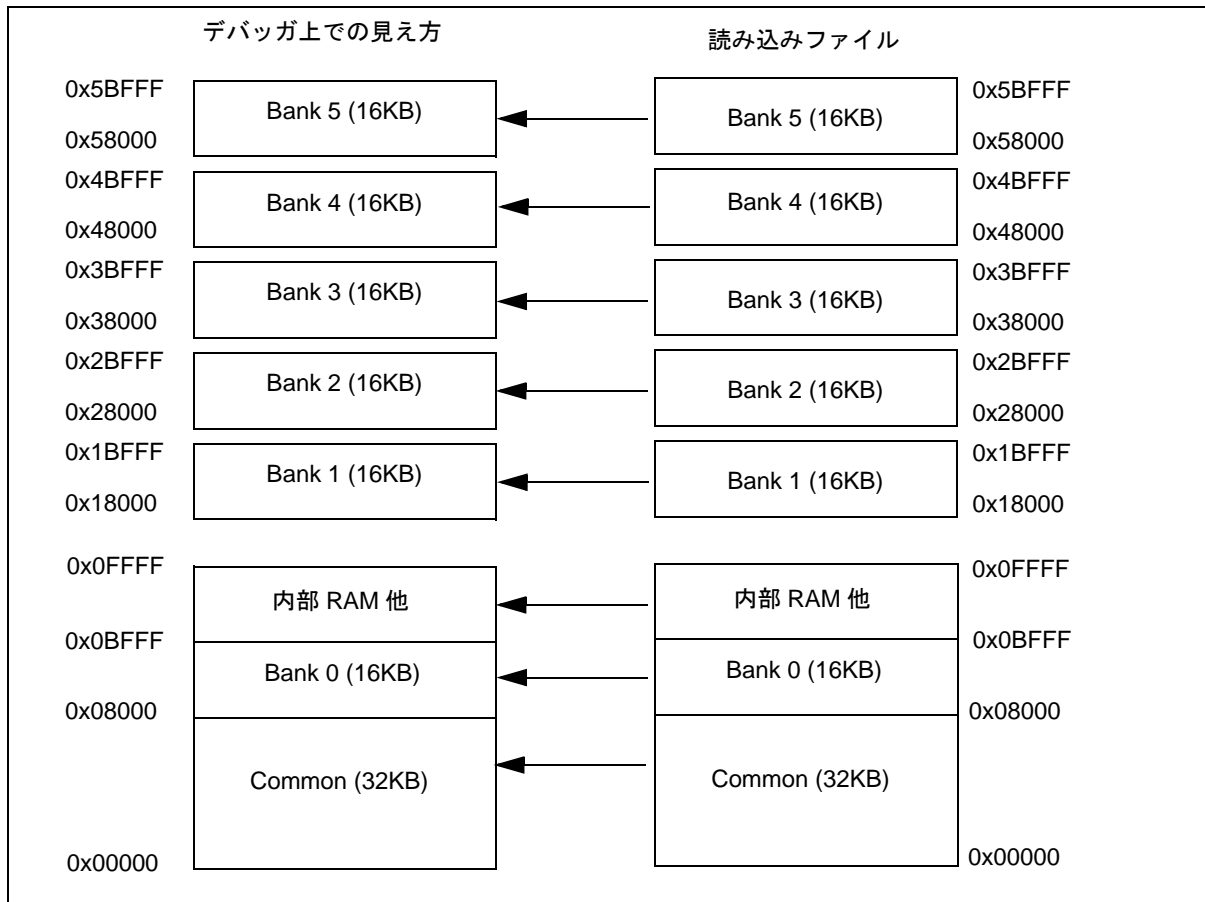 デバッガ上での見え方
読み込みファイル
0x5BFFF
Bank 5 (16KB)
Bank 5 (16KB)
0x5BFFF
0x58000
0x58000
0x4BFFF
Bank 4 (16KB)
Bank 4 (16KB)
0x4BFFF
0x48000
0x48000
0x3BFFF
Bank 3 (16KB)
Bank 3 (16KB)
0x3BFFF
0x38000
0x38000
0x2BFFF
Bank 2 (16KB)
Bank 2 (16KB)
0x2BFFF
0x28000
0x28000
0x1BFFF
Bank 1 (16KB)
Bank 1 (16KB)
0x1BFFF
0x18000
0x18000
0x0FFFF
0x0FFFF
内部 RAM 他
内部 RAM 他
0x0BFFF
0x0BFFF
Bank 0 (16KB)
Bank 0 (16KB)
0x08000
0x08000
Common (32KB)
Common (32KB)
0x00000
0x00000